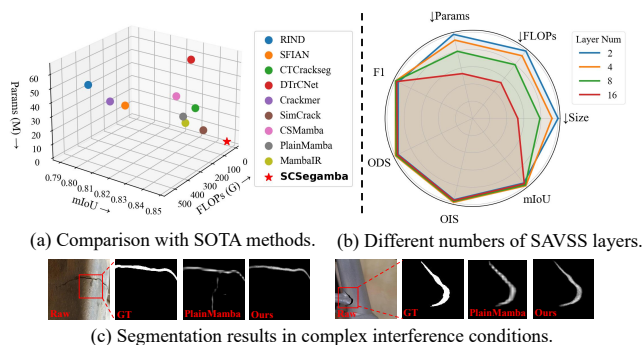 Params (M) →
60
50
40
30
20
10
0
0.79
0.80
0.81
0.82
0.83
0.84
0.85
mIoU →
500
400
300
200
100
0
FLOPs (G) →
RIND
SFIAN
CTCrackseg
DTrCNet
Crackmer
SimCrack
CSMamba
PlainMamba
MambaIR
SCSegamba
(a) Comparison with SOTA methods.
↓Params
↓FLOPs
↓Size
mIoU
OIS
ODS
F1
Layer Num
2
4
8
16
(b) Different numbers of SAVSS layers.
Raw GT PlainMamba Ours Raw GT PlainMamba Ours
(c) Segmentation results in complex interference conditions.